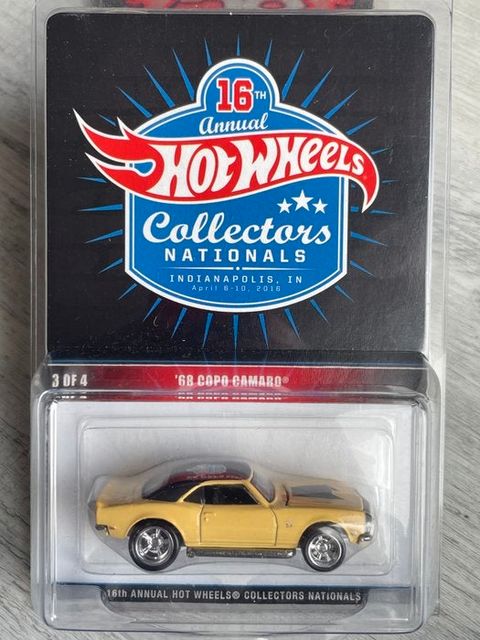 16TH
Annual
HOT WHEELS
Collectors
NATIONALS
INDIANAPOLIS, IN
April 6-10, 2016
3 OF 4 '68 COPO CAMARO®
16th ANNUAL HOT WHEELS® COLLECTORS NATIONALS